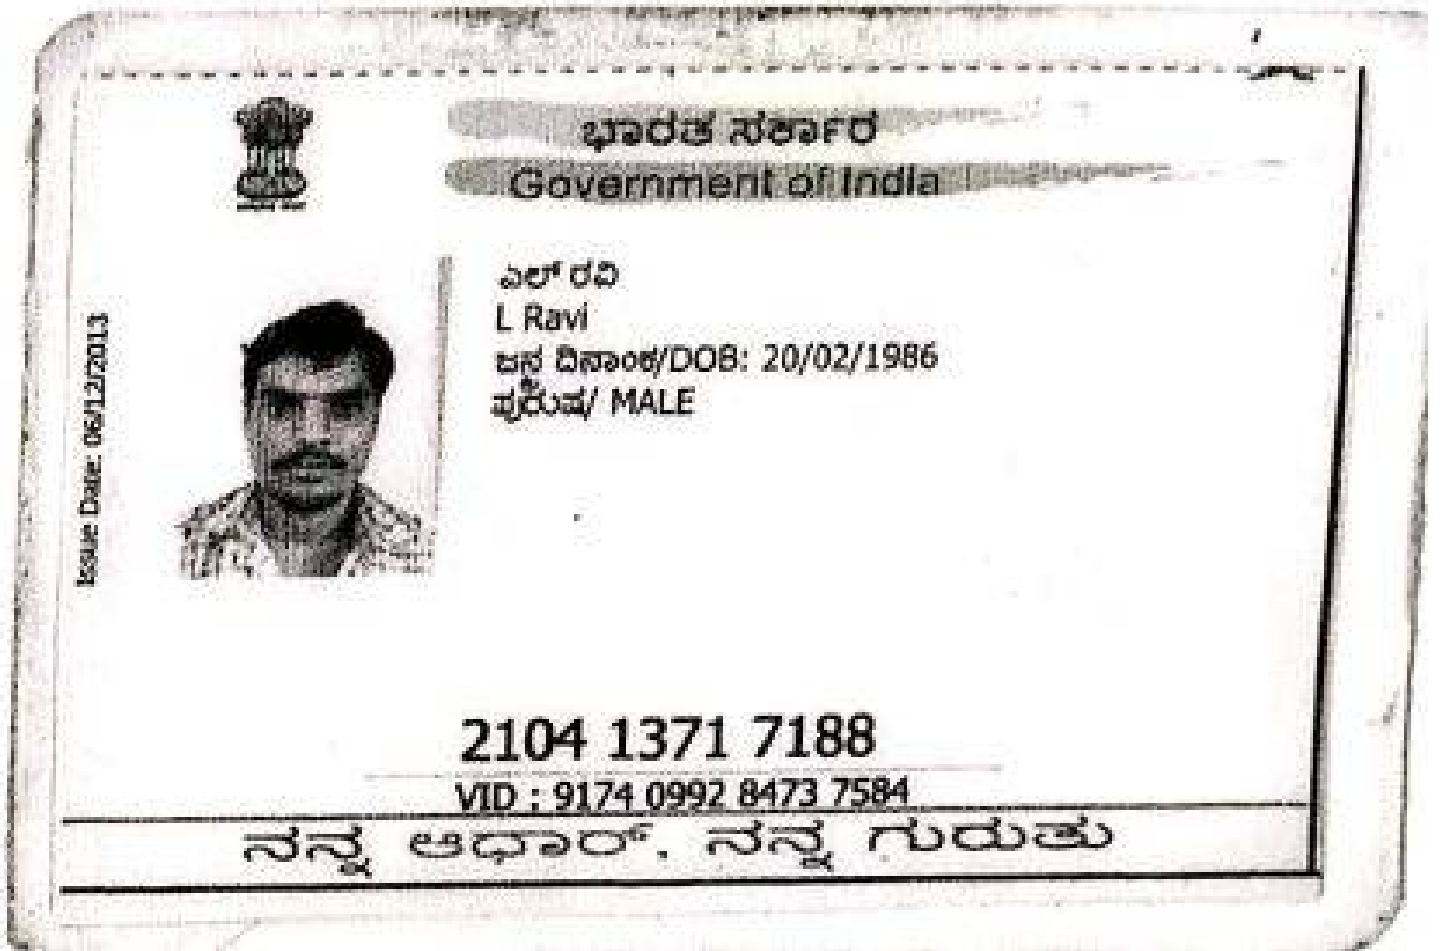 ಭಾರತ ಸರ್ಕಾರ
Government of India
ಎಲ್ ರವಿ
L Ravi
ಜನ್ಮ ದಿನಾಂಕ/DOB: 20/02/1986
ಪುರುಷ/ MALE
Issue Date: 06/12/2013
2104 1371 7188
VID : 9174 0992 8473 7584
ನನ್ನ ಆಧಾರ್, ನನ್ನ ಗುರುತು